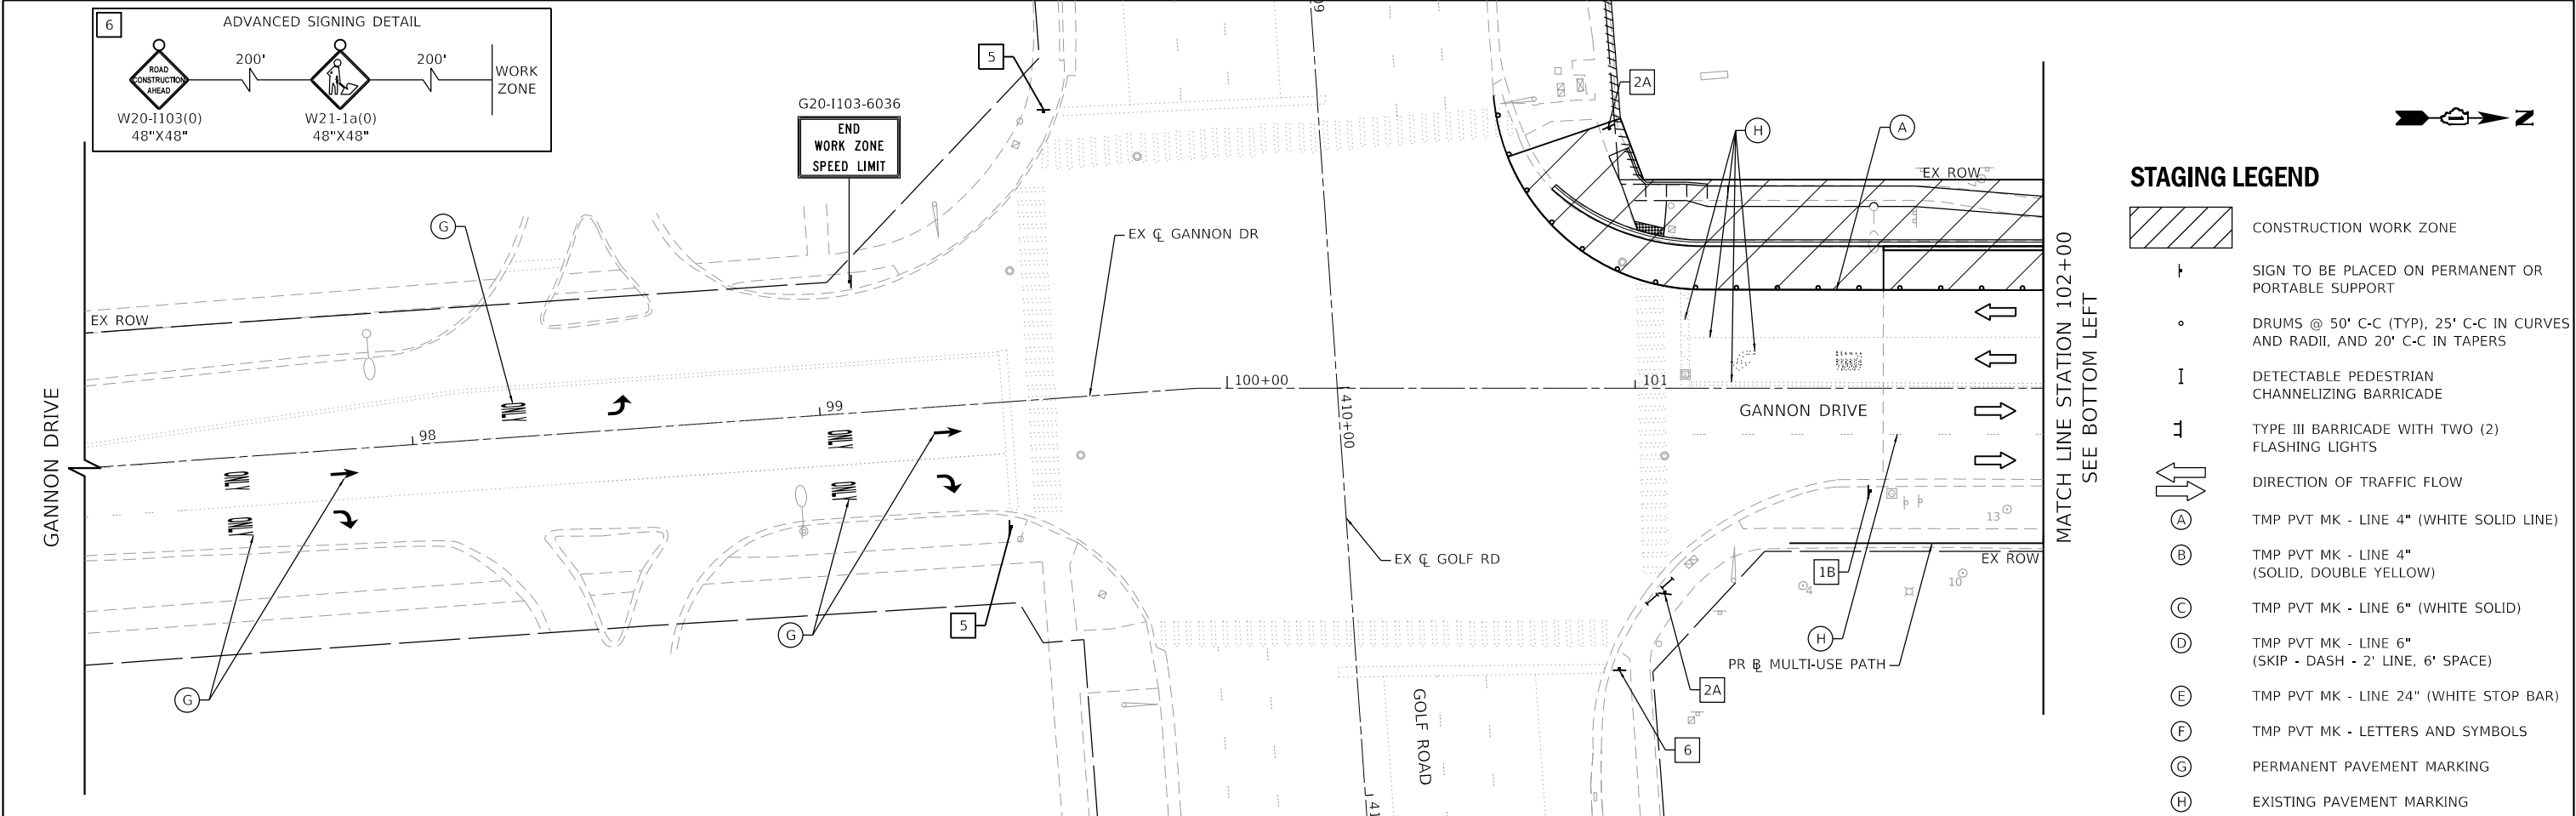 6
ADVANCED SIGNING DETAIL
ROAD
CONSTRUCTION
AHEAD
200'
200'
WORK
ZONE
W20-I103(0)
48"X48"
W21-1a(0)
48"X48"
G20-I103-6036
END
WORK ZONE
SPEED LIMIT
5
2A
H
A
G
EX ROW
EX ROW
EX ℄ GANNON DR
GANNON DRIVE
98
99
100+00
101
410+00
ONLY
ONLY
ONLY
ONLY
ONLY
GANNON DRIVE
EX ℄ GOLF RD
GOLF ROAD
G
G
5
1B
H
PR ⅊ MULTI-USE PATH
2A
6
EX ROW
13
10
4
MATCH LINE STATION 102+00
SEE BOTTOM LEFT
N
STAGING LEGEND
CONSTRUCTION WORK ZONE
SIGN TO BE PLACED ON PERMANENT OR
PORTABLE SUPPORT
DRUMS @ 50' C-C (TYP), 25' C-C IN CURVES
AND RADII, AND 20' C-C IN TAPERS
DETECTABLE PEDESTRIAN
CHANNELIZING BARRICADE
TYPE III BARRICADE WITH TWO (2)
FLASHING LIGHTS
DIRECTION OF TRAFFIC FLOW
A TMP PVT MK - LINE 4" (WHITE SOLID LINE)
B TMP PVT MK - LINE 4"
(SOLID, DOUBLE YELLOW)
C TMP PVT MK - LINE 6" (WHITE SOLID)
D TMP PVT MK - LINE 6"
(SKIP - DASH - 2' LINE, 6' SPACE)
E TMP PVT MK - LINE 24" (WHITE STOP BAR)
F TMP PVT MK - LETTERS AND SYMBOLS
G PERMANENT PAVEMENT MARKING
H EXISTING PAVEMENT MARKING